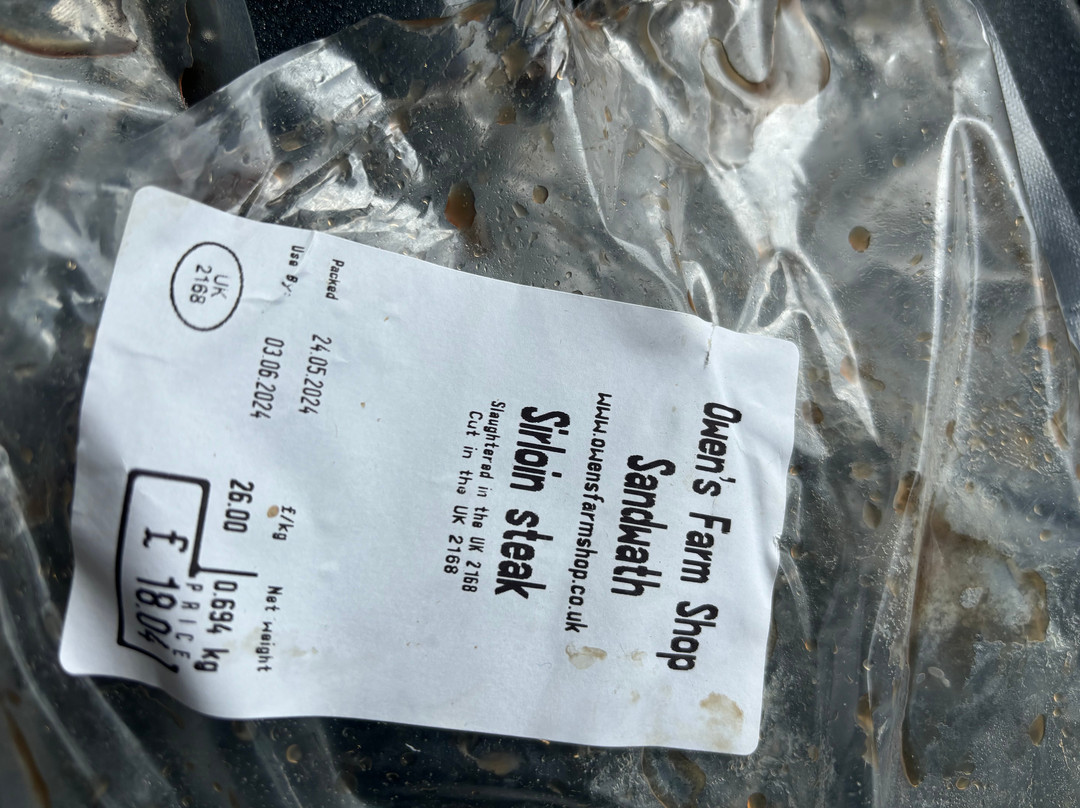 Owen's Farm Shop
Sandwath
www.owensfarmshop.co.uk
Sirloin steak
Slaughtered in the UK 2168
Cut in the UK 2168
Packed 24.05.2024
Use By: 03.06.2024
£/kg Net weight
26.00 0.694 kg
PRICE
£ 18.04
UK
2168